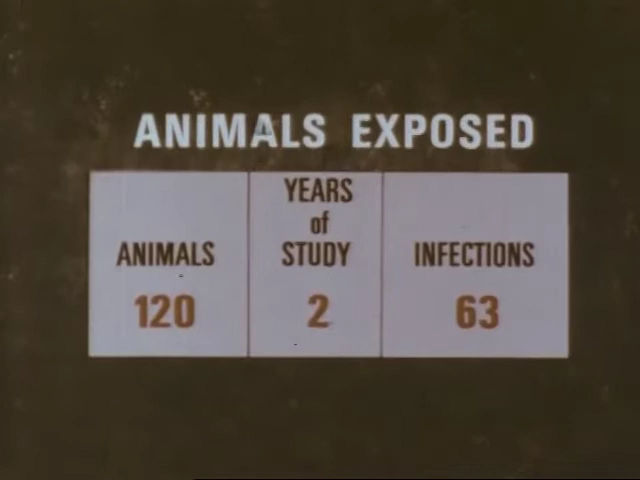 ANIMALS EXPOSED
ANIMALS
120
YEARS
of
STUDY
2
INFECTIONS
63